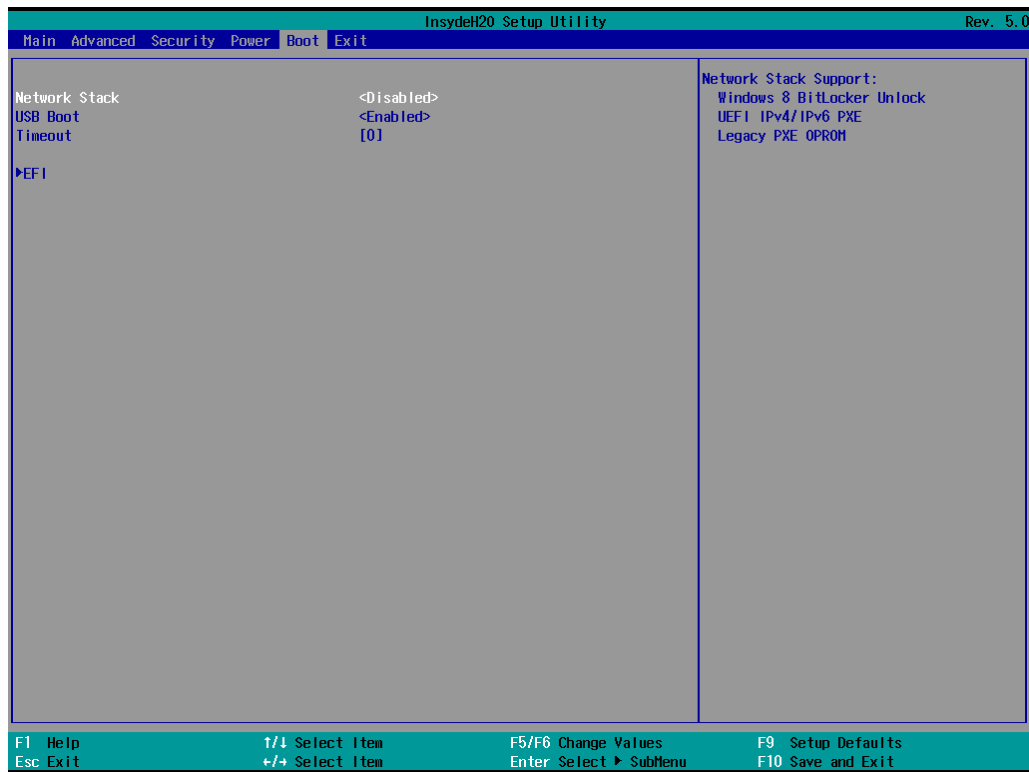 InsydeH20 Setup Utility Rev. 5.0
Main Advanced Security Power Boot Exit
Network Stack <Disabled>
USB Boot <Enabled>
Timeout [0]
▶EFI
Network Stack Support:
Windows 8 BitLocker Unlock
UEFI IPv4/IPv6 PXE
Legacy PXE OPROM
F1 Help ↑/↓ Select Item F5/F6 Change Values F9 Setup Defaults
Esc Exit ←/→ Select Item Enter Select ▶ SubMenu F10 Save and Exit